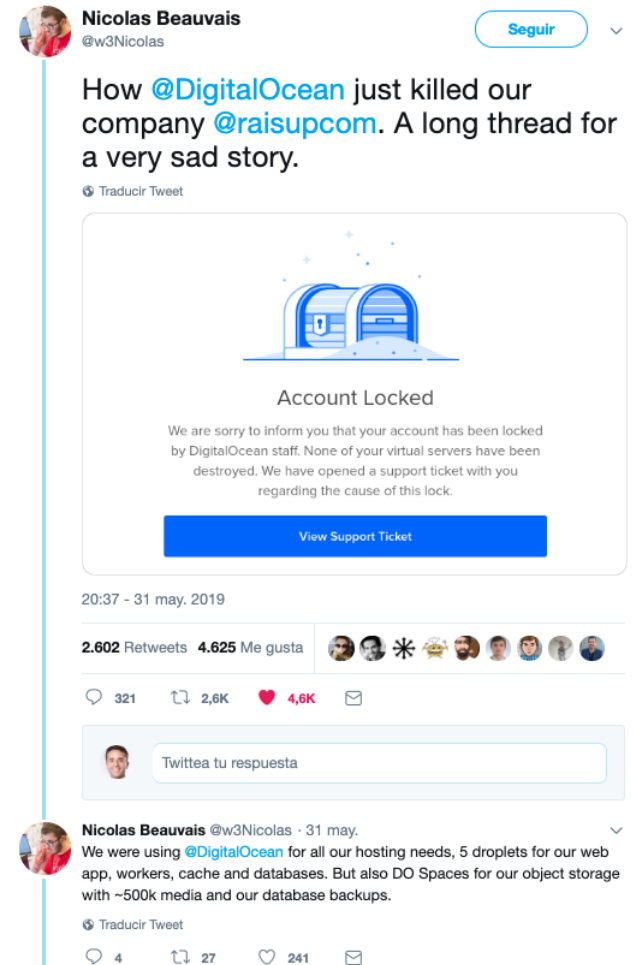 Nicolas Beauvais
@w3Nicolas
Seguir
How @DigitalOcean just killed our
company @raisupcom. A long thread for
a very sad story.
Traducir Tweet
Account Locked
We are sorry to inform you that your account has been locked
by DigitalOcean staff. None of your virtual servers have been
destroyed. We have opened a support ticket with you
regarding the cause of this lock.
View Support Ticket
20:37 - 31 may. 2019
2.602 Retweets 4.625 Me gusta
321 2,6K 4,6K
Twittea tu respuesta
Nicolas Beauvais @w3Nicolas · 31 may.
We were using @DigitalOcean for all our hosting needs, 5 droplets for our web
app, workers, cache and databases. But also DO Spaces for our object storage
with ~500k media and our database backups.
Traducir Tweet
4 27 241